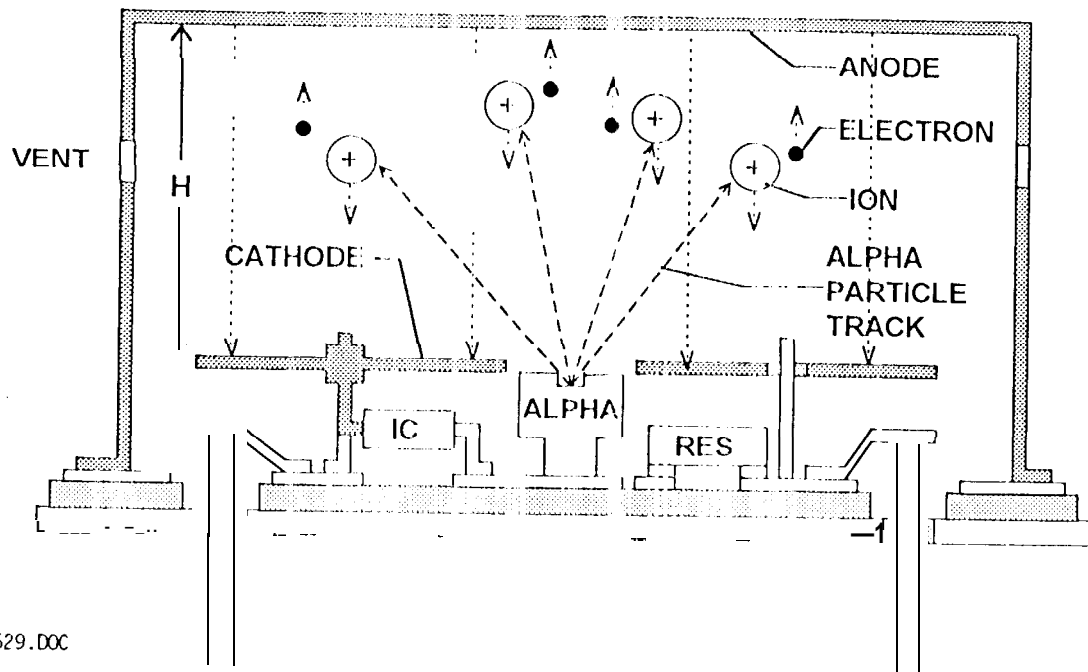 ANODE
ELECTRON
VENT
H
+
+
+
+
ION
CATHODE
ALPHA
PARTICLE
TRACK
ALPHA
IC
RES
529.DOC